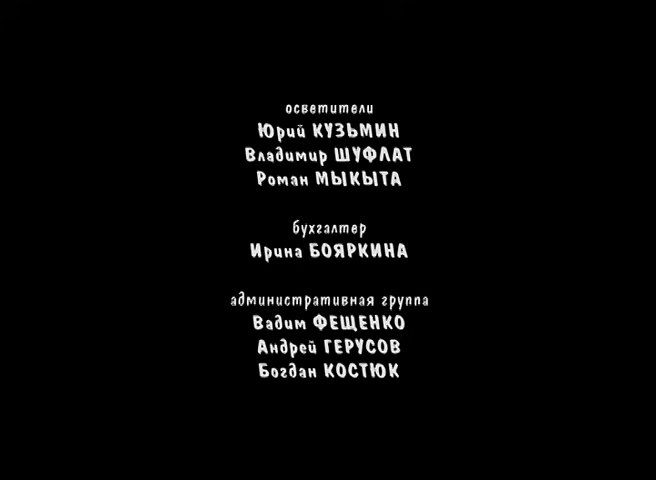 осветители
Юрий КУЗЬМИН
Владимир ШУФЛАТ
Роман МЫКЫТА
бухгалтер
Ирина БОЯРКИНА
административная группа
Вадим ФЕЩЕНКО
Андрей ГЕРУСОВ
Богдан КОСТЮК